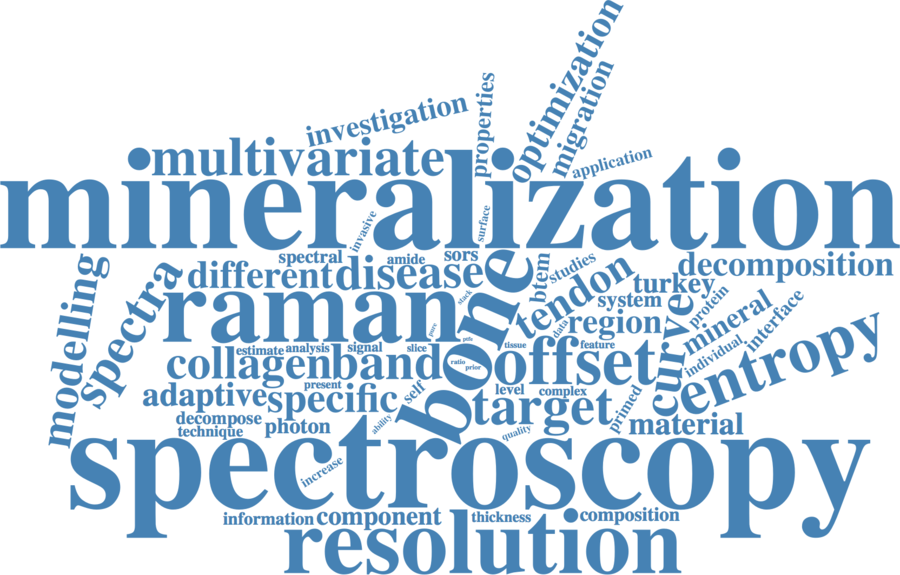 optimization
migration
properties
investigation
multivariate
application
mineralization
invasive
surface
spectral
amide
sors
studies
decomposition
modelling
spectra
different
disease
bone
btem
tendon
turkey
system
protein
raman
stack
pure
data
region
curve
mineral
interface
estimate
analysis
signal
slice
ptfs
tissue
feature
collagen
band
ratio
prior
offset
individual
entropy
adaptive
present
specific
self
level
complex
target
primed
material
decompose
technique
photon
ability
quality
spectroscopy
increase
information
component
thickness
composition
resolution